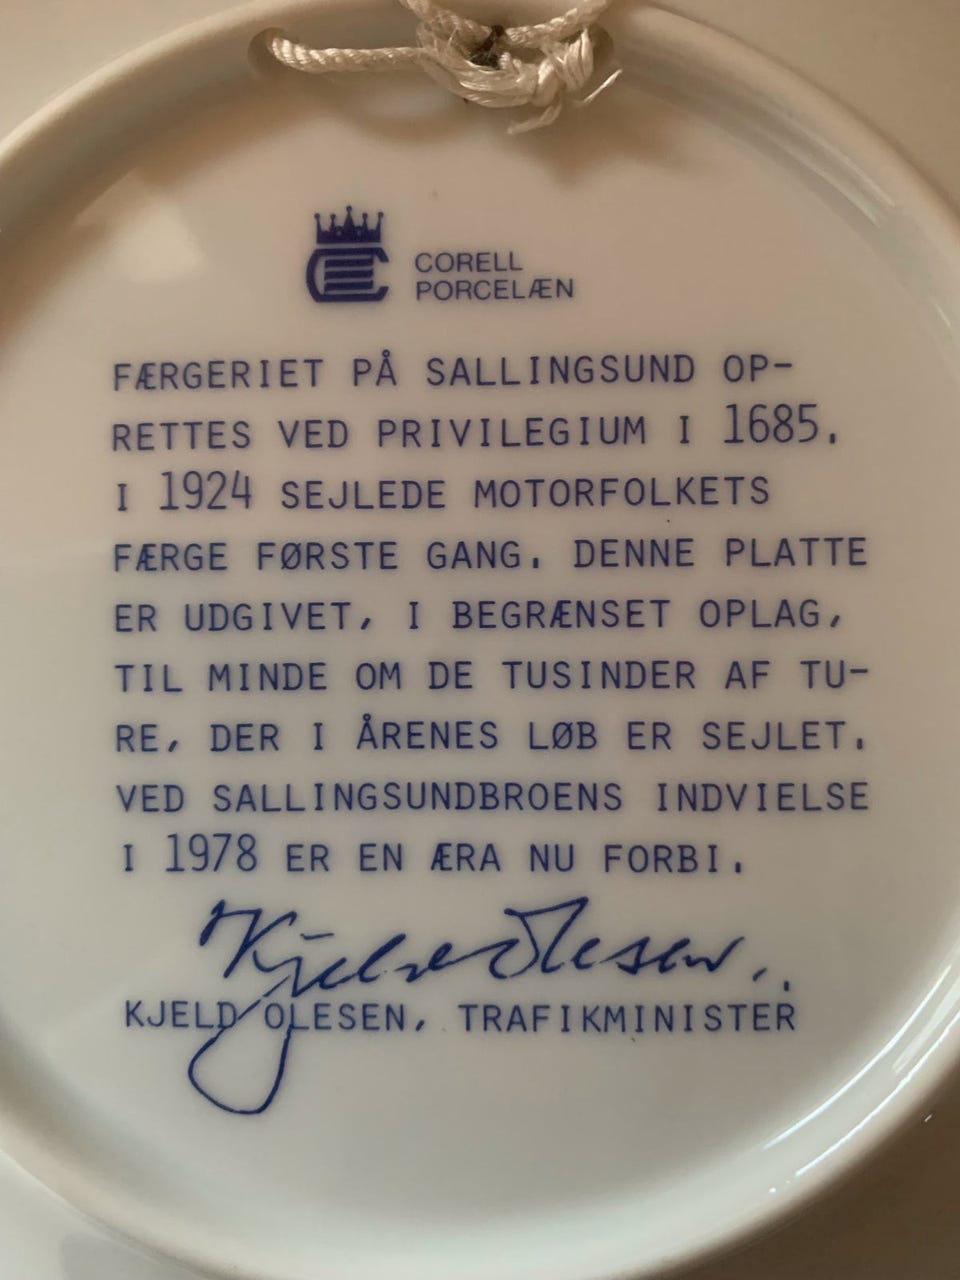 CORELL
PORCELÆN
FÆRGERIET PÅ SALLINGSUND OP-
RETTES VED PRIVILEGIUM I 1685.
I 1924 SEJLEDE MOTORFOLKETS
FÆRGE FØRSTE GANG. DENNE PLATTE
ER UDGIVET, I BEGRÆNSET OPLAG,
TIL MINDE OM DE TUSINDER AF TU-
RE, DER I ÅRENES LØB ER SEJLET.
VED SALLINGSUNDBROENS INDVIELSE
I 1978 ER EN ÆRA NU FORBI.
Kjeld Olesen
KJELD OLESEN, TRAFIKMINISTER